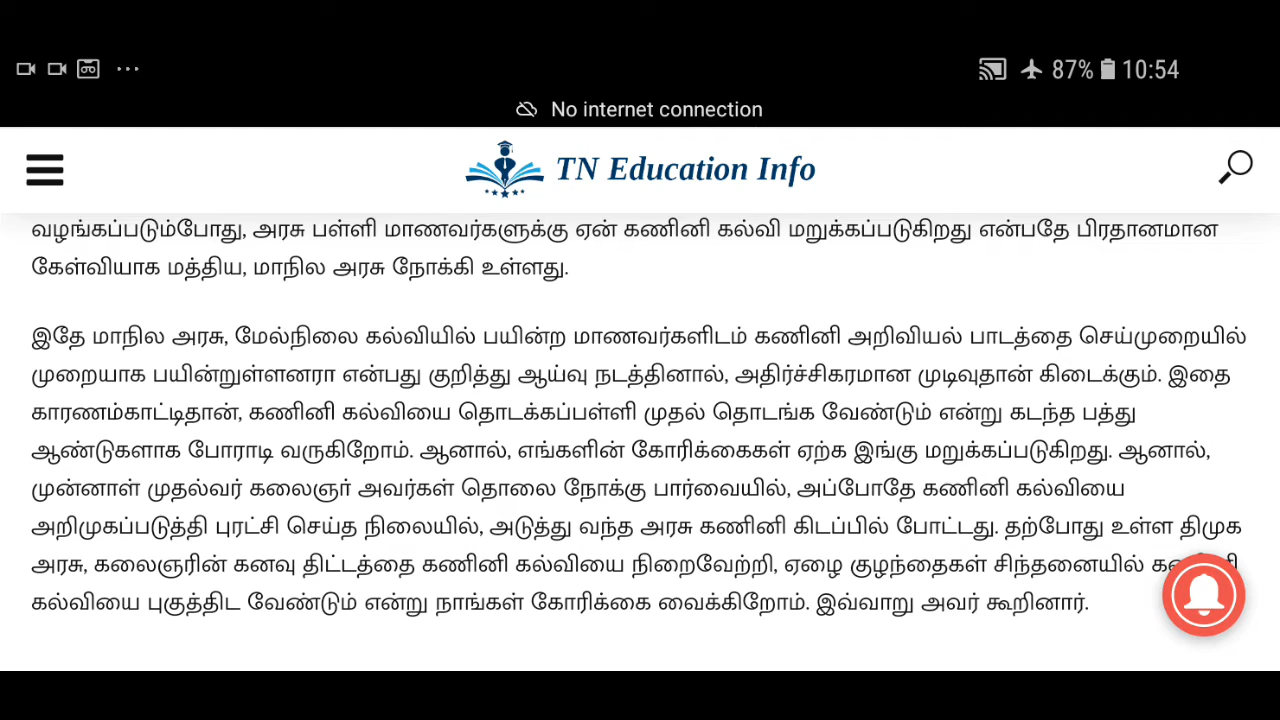 87% 10:54
No internet connection
TN Education Info
வழங்கப்படும்போது, அரசு பள்ளி மாணவர்களுக்கு ஏன் கணினி கல்வி மறுக்கப்படுகிறது என்பதே பிரதானமான
கேள்வியாக மத்திய, மாநில அரசு நோக்கி உள்ளது.
இதே மாநில அரசு, மேல்நிலை கல்வியில் பயின்ற மாணவர்களிடம் கணினி அறிவியல் பாடத்தை செய்முறையில்
முறையாக பயின்றுள்ளனரா என்பது குறித்து ஆய்வு நடத்தினால், அதிர்ச்சிகரமான முடிவுதான் கிடைக்கும். இதை
காரணம்காட்டிதான், கணினி கல்வியை தொடக்கப்பள்ளி முதல் தொடங்க வேண்டும் என்று கடந்த பத்து
ஆண்டுகளாக போராடி வருகிறோம். ஆனால், எங்களின் கோரிக்கைகள் ஏற்க இங்கு மறுக்கப்படுகிறது. ஆனால்,
முன்னாள் முதல்வர் கலைஞர் அவர்கள் தொலை நோக்கு பார்வையில், அப்போதே கணினி கல்வியை
அறிமுகப்படுத்தி புரட்சி செய்த நிலையில், அடுத்து வந்த அரசு கணினி கிடப்பில் போட்டது. தற்போது உள்ள திமுக
அரசு, கலைஞரின் கனவு திட்டத்தை கணினி கல்வியை நிறைவேற்றி, ஏழை குழந்தைகள் சிந்தனையில்
கல்வியை புகுத்திட வேண்டும் என்று நாங்கள் கோரிக்கை வைக்கிறோம். இவ்வாறு அவர் கூறினார்.